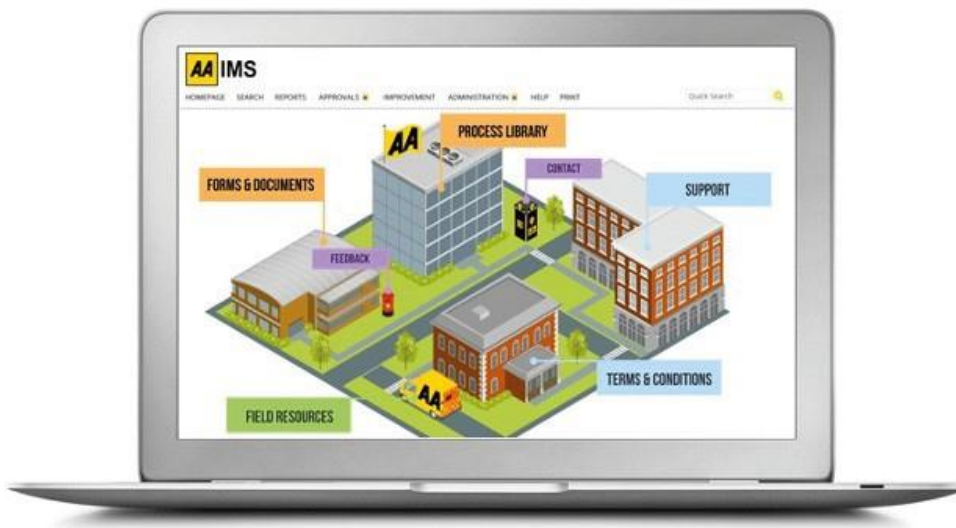 AA IMS
HOMEPAGE SEARCH REPORTS APPROVALS IMPROVEMENT ADMINISTRATION HELP PRINT Quick Search
AA
PROCESS LIBRARY
CONTACT
FORMS & DOCUMENTS
SUPPORT
FEEDBACK
TERMS & CONDITIONS
AA
FIELD RESOURCES